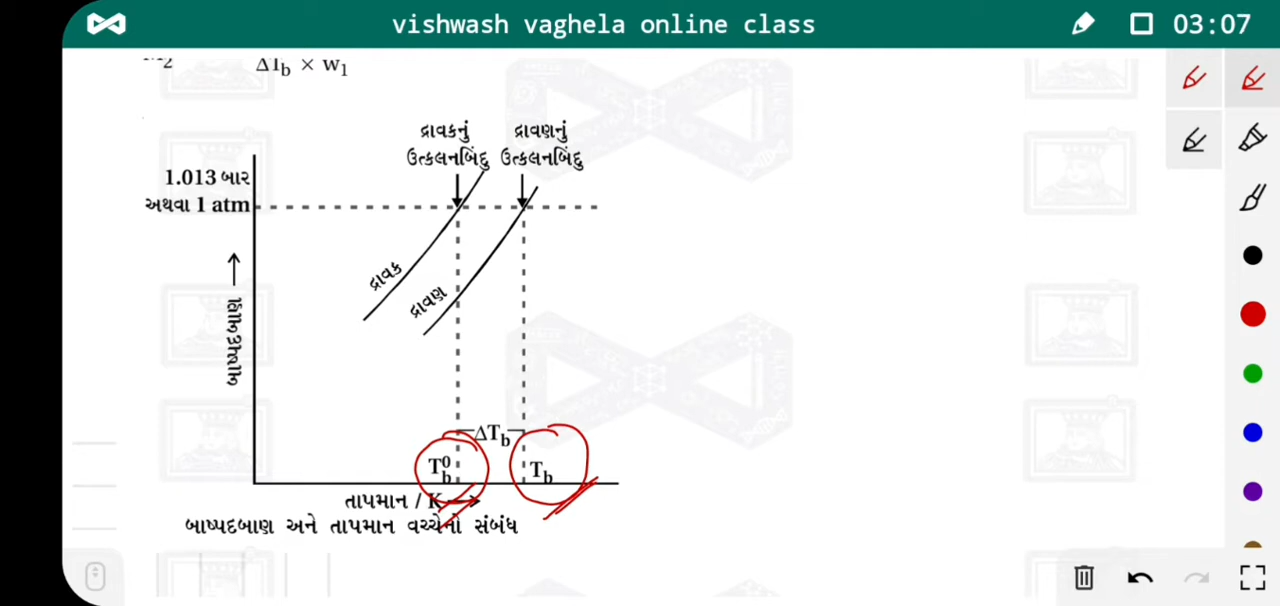 vishwash vaghela online class
03:07
ΔTb × w1
દ્રાવકનું
ઉત્કલનબિંદુ
દ્રાવણનું
ઉત્કલનબિંદુ
1.013 બાર
અથવા 1 atm
દ્રાવક
દ્રાવણ
બાષ્પદબાણ
ΔTb
T0b
Tb
તાપમાન / K
બાષ્પદબાણ અને તાપમાન વચ્ચેનો સંબંધ